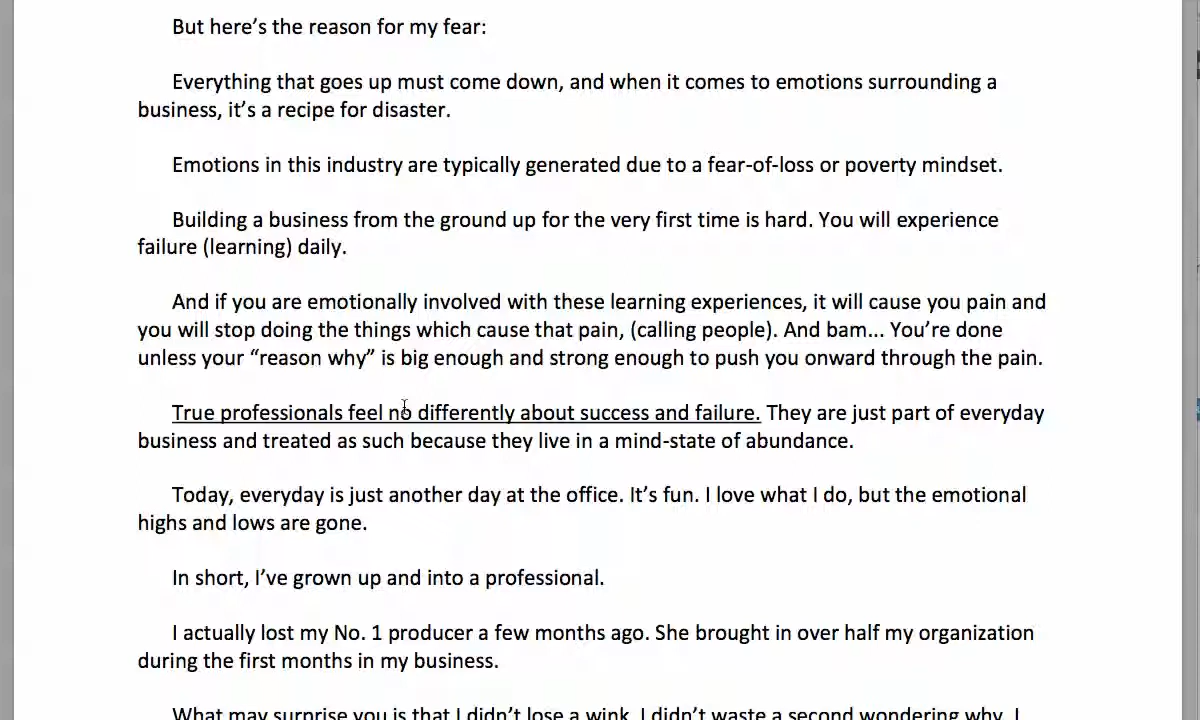 But here’s the reason for my fear:
Everything that goes up must come down, and when it comes to emotions surrounding a
business, it’s a recipe for disaster.
Emotions in this industry are typically generated due to a fear-of-loss or poverty mindset.
Building a business from the ground up for the very first time is hard. You will experience
failure (learning) daily.
And if you are emotionally involved with these learning experiences, it will cause you pain and
you will stop doing the things which cause that pain, (calling people). And bam... You’re done
unless your “reason why” is big enough and strong enough to push you onward through the pain.
True professionals feel no differently about success and failure. They are just part of everyday
business and treated as such because they live in a mind-state of abundance.
Today, everyday is just another day at the office. It’s fun. I love what I do, but the emotional
highs and lows are gone.
In short, I’ve grown up and into a professional.
I actually lost my No. 1 producer a few months ago. She brought in over half my organization
during the first months in my business.
What may surprise you is that I didn’t lose a wink. I didn’t waste a second wondering why. I